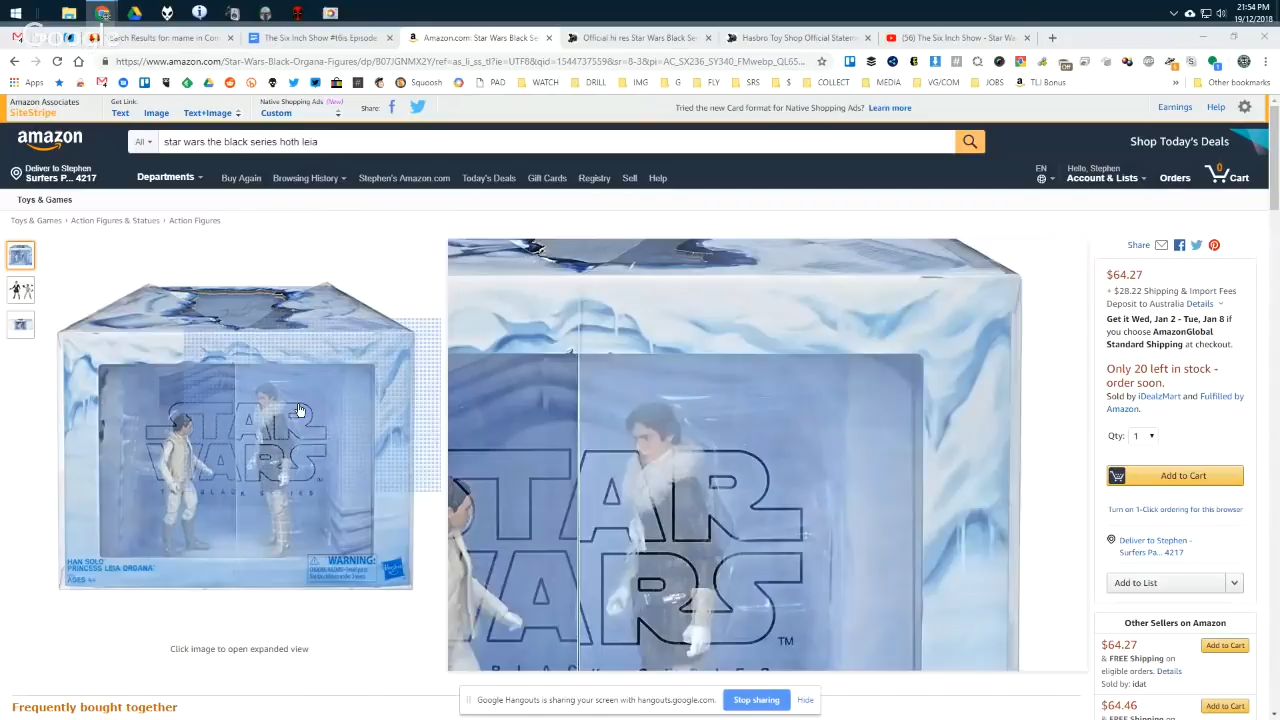 21:54
19/12/2018
Search Results for: mame in Con
The Six Inch Show #t6is Episode
Amazon.com: Star Wars Black Se
Official hi res Star Wars Black Se
Hasbro Toy Shop Official Statem
(56) The Six Inch Show - Star Wa
https://www.amazon.com/Star-Wars-Black-Organa-Figures/dp/B07JGNMX2Y/ref=as_li_ss_tl?ie=UTF8&qid=1544737559&sr=8-3&pi=AC_SX236_SY340_FMwebp_QL65...
Apps
Squoosh
PAD
WATCH
DRILL
IMG
G
P
SRS
$
COLLECT
MEDIA
VG/COM
JOBS
TLJ Bonus
Other bookmarks
Amazon Associates
SiteStripe
Get Link:
Text Image Text+Image
Native Shopping Ads (New)
Custom
Share:
Tried the new Card format for Native Shopping Ads? Learn more
Earnings Help
amazon
All star wars the black series hoth leia
Shop Today's Deals
Deliver to Stephen
Surfers P... 4217
Departments Buy Again Browsing History Stephen's Amazon.com Today's Deals Gift Cards Registry Sell Help
EN
Hello, Stephen
Account & Lists Orders 0 Cart
Toys & Games
Toys & Games › Action Figures & Statues › Action Figures
STAR
WARS
THE BLACK SERIES
HAN SOLO
PRINCESS LEIA ORGANA
AGES 4+
WARNING:
Hasbro
STAR
WARS
TM
BLACK SERIES
Click image to open expanded view
Share
$64.27
+ $28.22 Shipping & Import Fees
Deposit to Australia Details
Get it Wed, Jan 2 - Tue, Jan 8 if
you choose AmazonGlobal
Standard Shipping at checkout.
Only 20 left in stock -
order soon.
Sold by iDealzMart and Fulfilled by
Amazon.
Qty: 1
Add to Cart
Turn on 1-Click ordering for this browser
Deliver to Stephen -
Surfers Pa... 4217
Add to List
Other Sellers on Amazon
$64.27
Add to Cart
& FREE Shipping on
eligible orders. Details
Sold by: idat
$64.46
Add to Cart
& FREE Shipping on
Google Hangouts is sharing your screen with hangouts.google.com.
Stop sharing
Hide
Frequently bought together